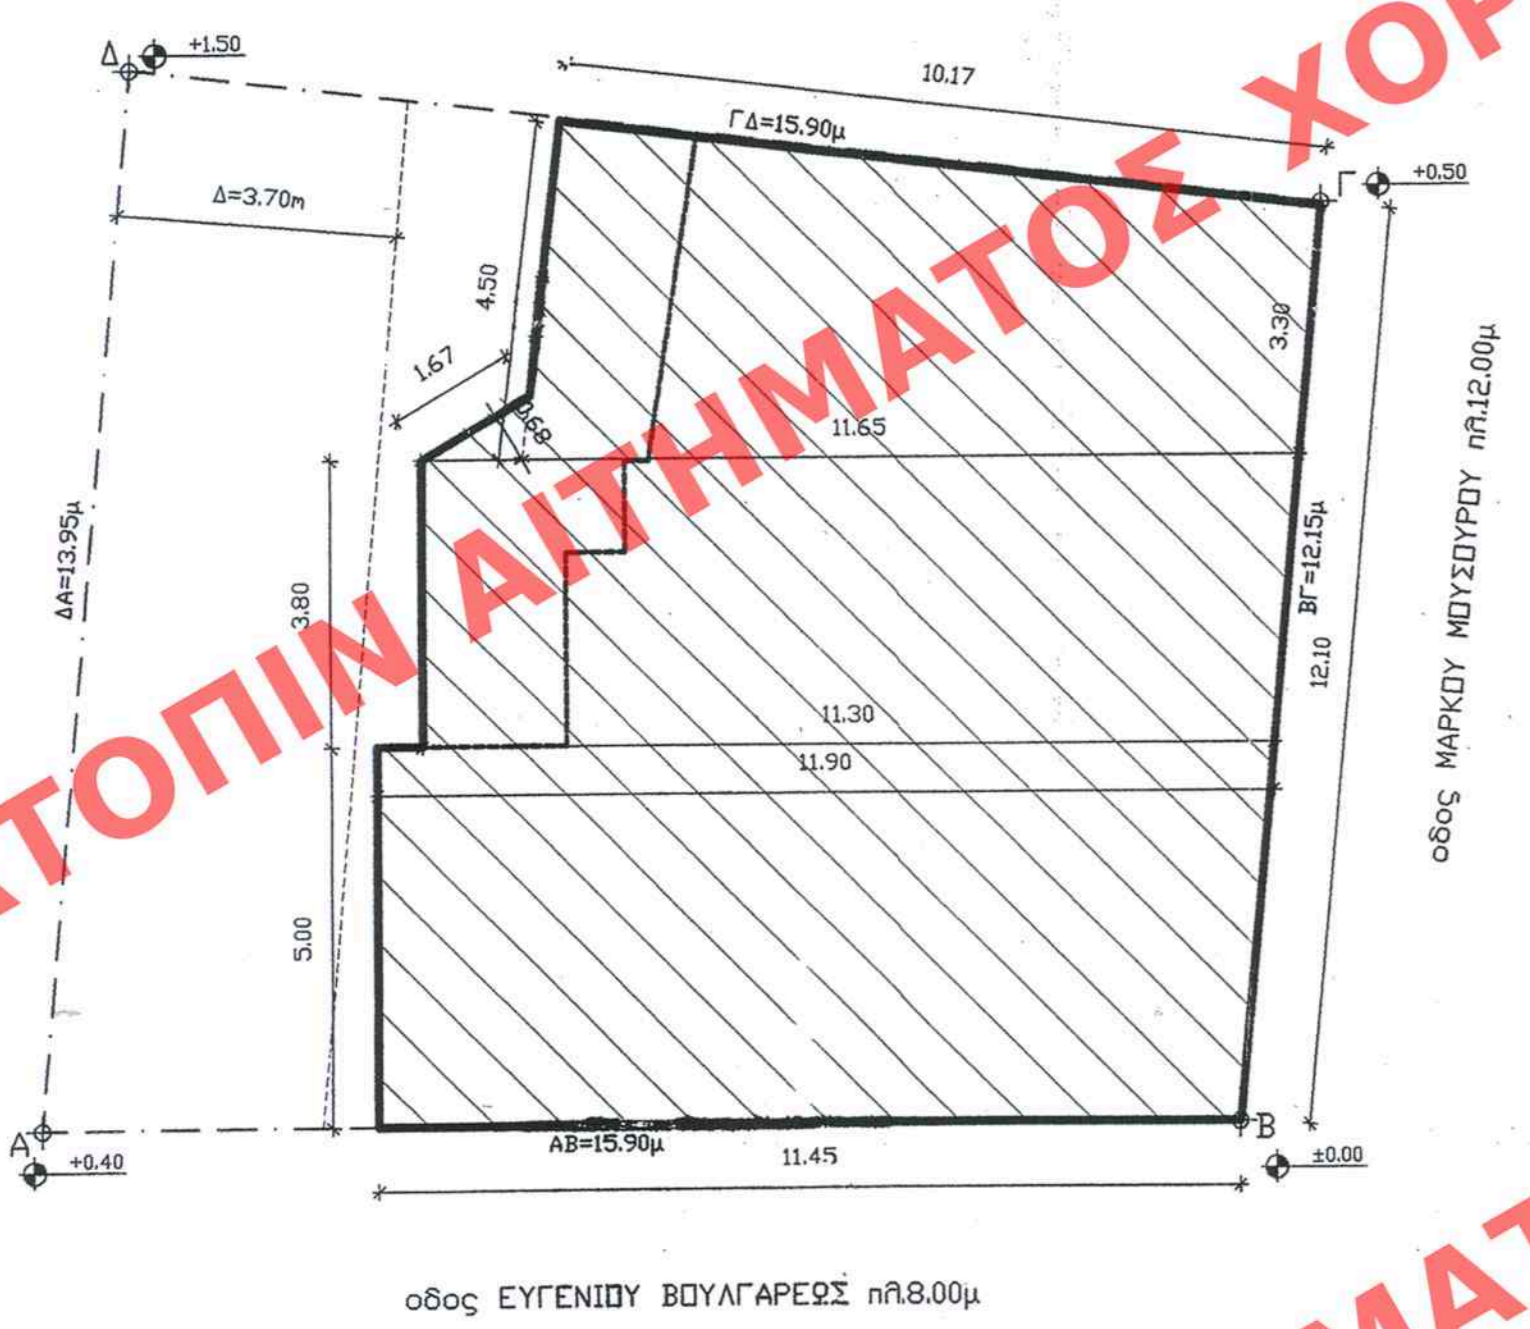 Δ
+1.50
10.17
ΓΔ=15.90μ
Γ
+0.50
Δ=3.70m
4.50
3.30
1.67
0.68
11.65
ΔΑ=13.95μ
3.80
ΒΓ=12.15μ
12.10
οδος ΜΑΡΚΟΥ ΜΟΥΣΟΥΡΟΥ πλ.12.00μ
11.30
11.90
5.00
Α
+0.40
ΑΒ=15.90μ
11.45
Β
±0.00
οδος ΕΥΓΕΝΙΟΥ ΒΟΥΛΓΑΡΕΩΣ πλ.8.00μ
ΑΤΟΠΙΝ ΑΙΤΗΜΑΤΟΣ ΧΟΡ
ΜΑΤ